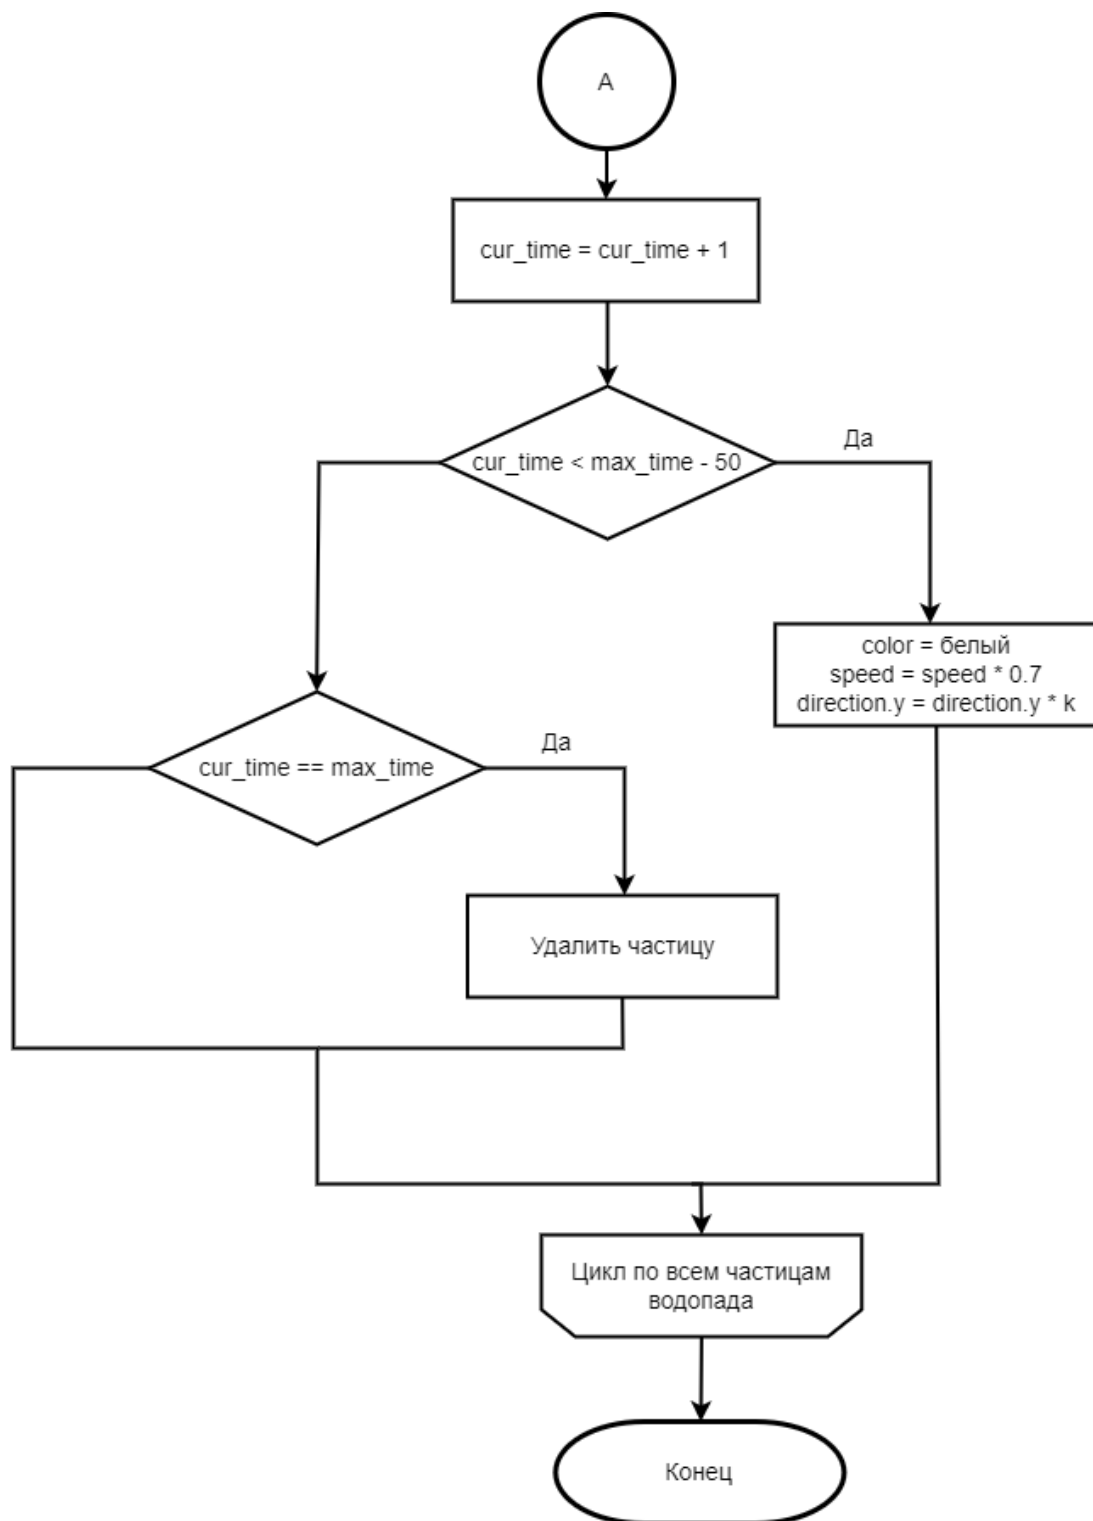 A
cur_time = cur_time + 1
Да
cur_time < max_time - 50
color = белый
speed = speed * 0.7
direction.y = direction.y * k
Да
cur_time == max_time
Удалить частицу
Цикл по всем частицам
водопада
Конец